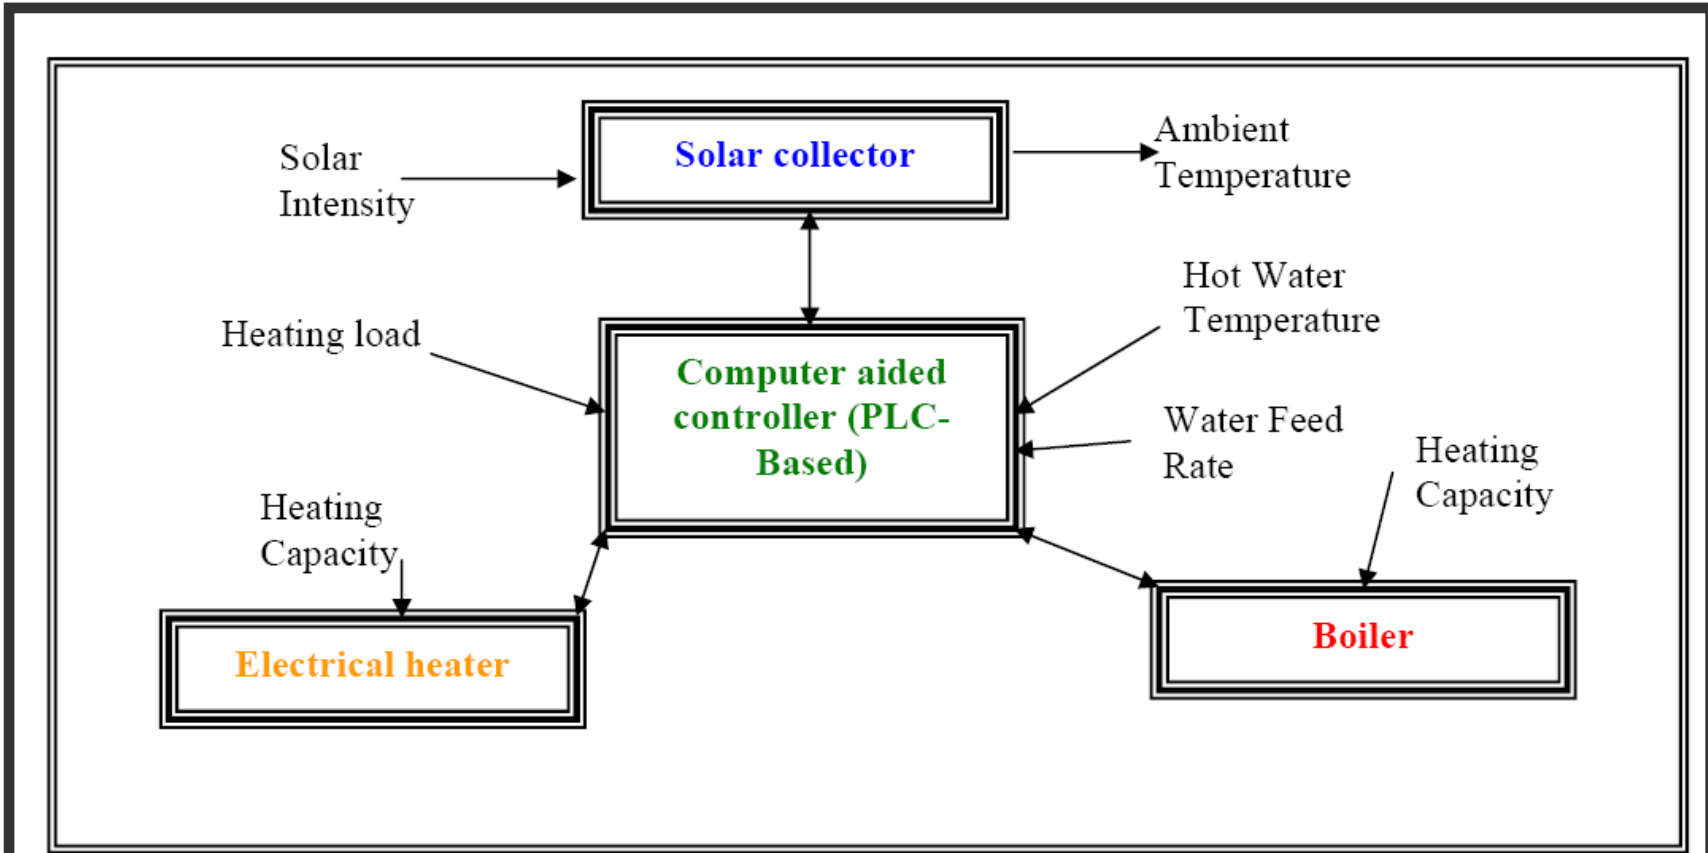 Solar collector
Ambient
Temperature
Solar
Intensity
Hot Water
Temperature
Heating load
Computer aided
controller (PLC-
Based)
Water Feed
Rate
Heating
Capacity
Heating
Capacity
Electrical heater
Boiler